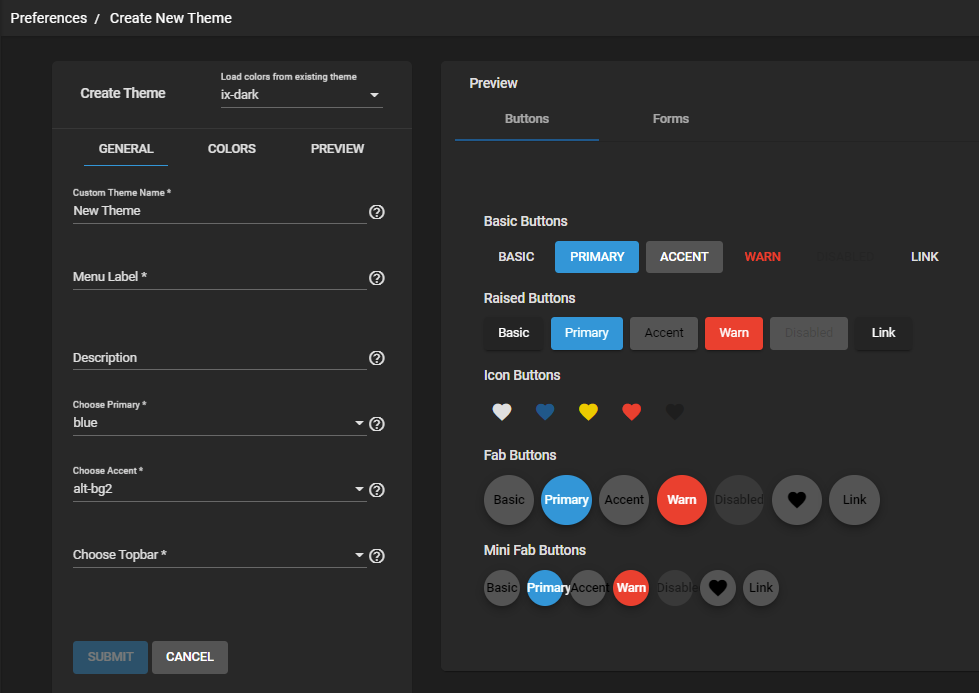 Preferences / Create New Theme
Create Theme
Load colors from existing theme
ix-dark
GENERAL COLORS PREVIEW
Custom Theme Name *
New Theme
Menu Label *
Description
Choose Primary *
blue
Choose Accent *
alt-bg2
Choose Topbar *
SUBMIT CANCEL
Preview
Buttons Forms
Basic Buttons
BASIC PRIMARY ACCENT WARN LINK
Raised Buttons
Basic Primary Accent Warn Disabled Link
Icon Buttons
Fab Buttons
Basic Primary Accent Warn Disabled Link
Mini Fab Buttons
Basic Primary Accent Warn Disable Link